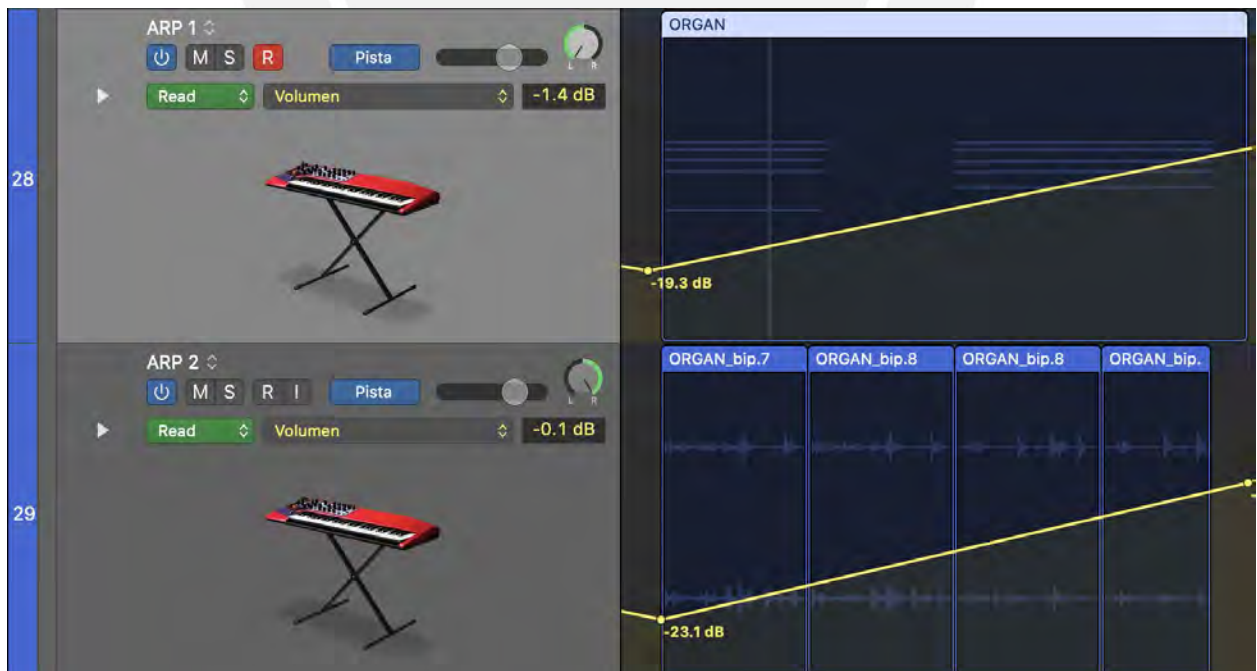 ARP 1
ORGAN
M S R Pista
L R
Read Volumen -1.4 dB
28
-19.3 dB
ARP 2
ORGAN_bip.7 ORGAN_bip.8 ORGAN_bip.8 ORGAN_bip.
M S R I Pista
L R
Read Volumen -0.1 dB
29
-23.1 dB